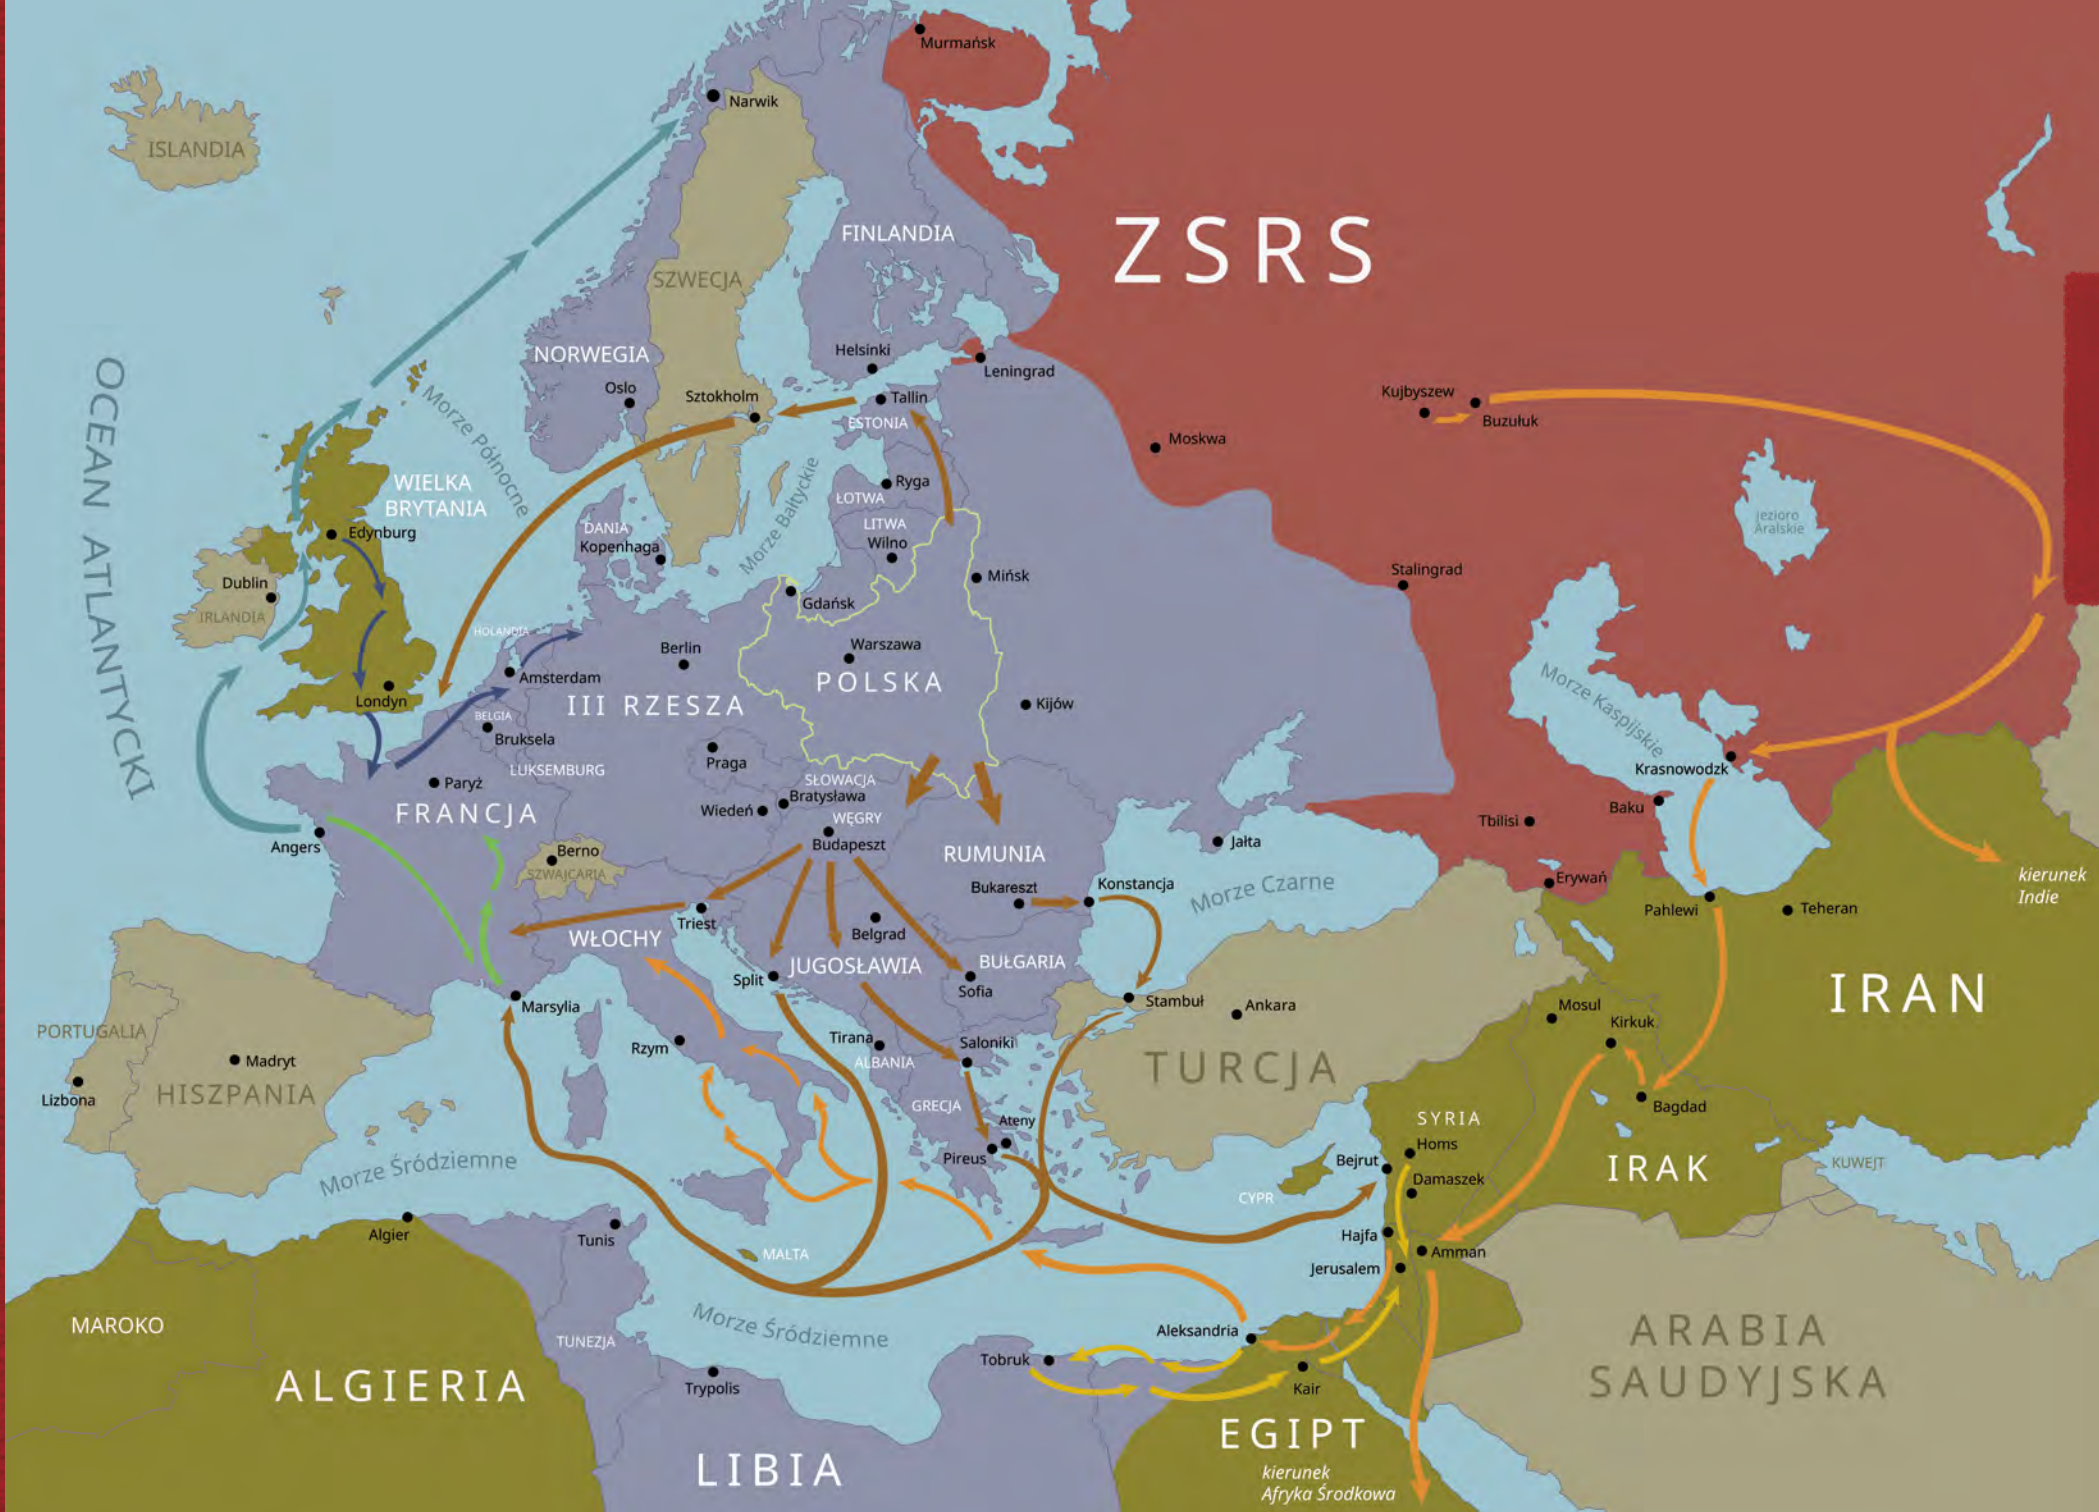 Murmańsk
Narwik
ISLANDIA
ZSRS
FINLANDIA
SZWECJA
NORWEGIA
Oslo
Helsinki
Leningrad
Sztokholm
Tallin
ESTONIA
Kujbyszew
Buzułuk
Moskwa
OCEAN ATLANTYCKI
Morze Północne
WIELKA
BRYTANIA
Edynburg
Ryga
ŁOTWA
LITWA
Wilno
DANIA
Kopenhaga
Morze Bałtyckie
jezioro
Aralskie
Dublin
IRLANDIA
Mińsk
Stalingrad
Gdańsk
HOLANDIA
Amsterdam
Berlin
Warszawa
POLSKA
III RZESZA
Londyn
Kijów
Morze Kaspijskie
BELGIA
Bruksela
LUKSEMBURG
Praga
Krasnowodzk
Paryż
FRANCJA
SŁOWACJA
Bratysława
Wiedeń
WĘGRY
Budapeszt
Baku
Tbilisi
Angers
Berno
SZWAJCARIA
RUMUNIA
Jałta
Bukareszt
Konstancja
Morze Czarne
Erywań
kierunek
Indie
Pahlewi
Teheran
Triest
WŁOCHY
Belgrad
JUGOSŁAWIA
BUŁGARIA
Split
Sofia
Marsylia
Stambuł
Ankara
Mosul
Kirkuk
IRAN
PORTUGALIA
Madryt
HISZPANIA
Lizbona
Rzym
Tirana
ALBANIA
Saloniki
TURCJA
GRECJA
Ateny
Pireus
Bagdad
SYRIA
Homs
Bejrut
Damaszek
IRAK
KUWEJT
CYPR
Morze Śródziemne
Algier
Tunis
MALTA
Hajfa
Amman
Jerusalem
MAROKO
TUNEZJA
Morze Śródziemne
Aleksandria
Tobruk
Kair
ARABIA
SAUDYJSKA
ALGIERIA
Trypolis
LIBIA
EGIPT
kierunek
Afryka Środkowa